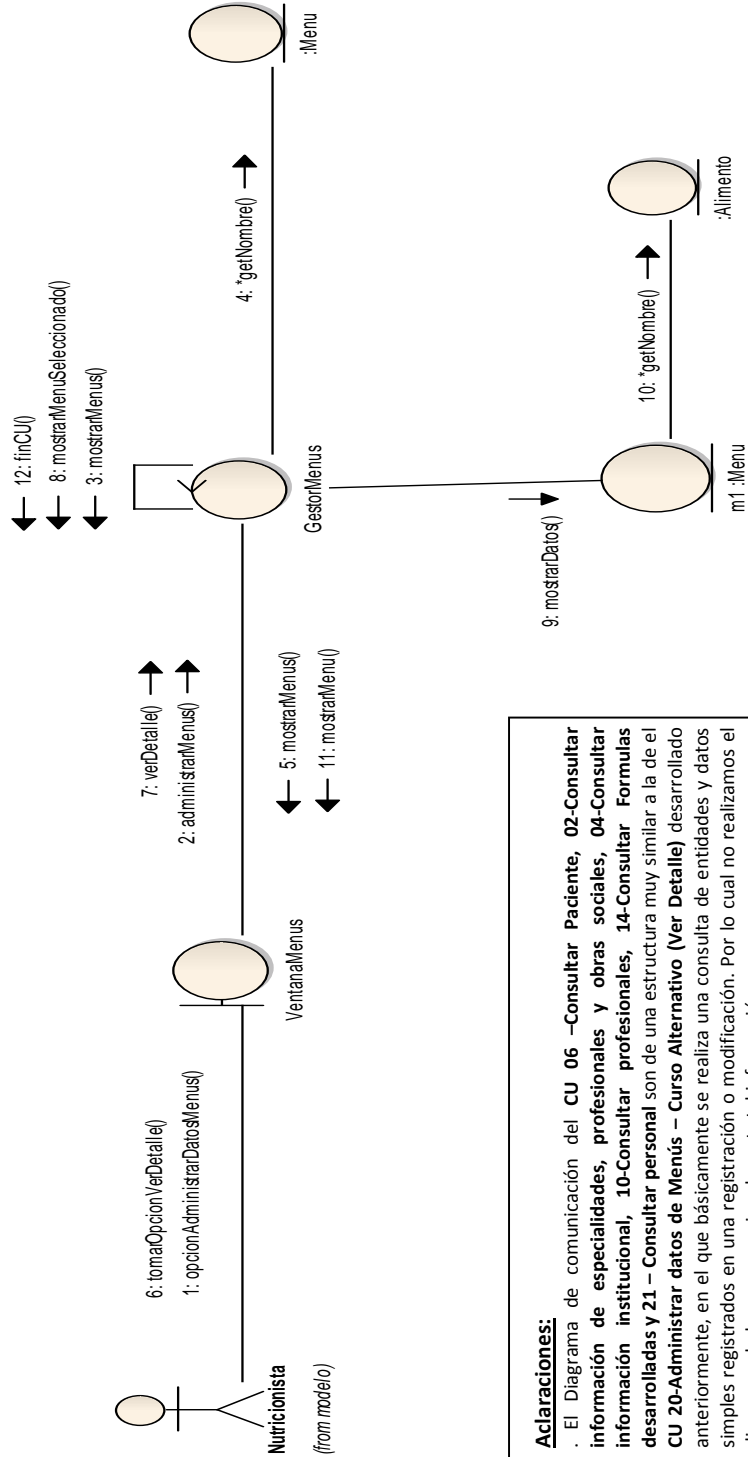 12: finCU()
8: mostrarMenuSeleccionado()
3: mostrarMenus()
6: tomarOpcionVerDetalle()
1: opcionAdministrarDatosMenus()
7: verDetalle()
2: administrarMenus()
4: *getNombre()
Nutricionista
(from modelo)
VentanaMenus
GestorMenus
:Menu
5: mostrarMenus()
11: mostrarMenu()
9: mostrarDatos()
10: *getNombre()
m1 :Menu
:Alimento
Aclaraciones:
. El Diagrama de comunicación del CU 06 –Consultar Paciente, 02-Consultar
información de especialidades, profesionales y obras sociales, 04-Consultar
información institucional, 10-Consultar profesionales, 14-Consultar Formulas
desarrolladas y 21 – Consultar personal son de una estructura muy similar a la de el
CU 20-Administrar datos de Menús – Curso Alternativo (Ver Detalle) desarrollado
anteriormente, en el que básicamente se realiza una consulta de entidades y datos
simples registrados en una registración o modificación. Por lo cual no realizamos el